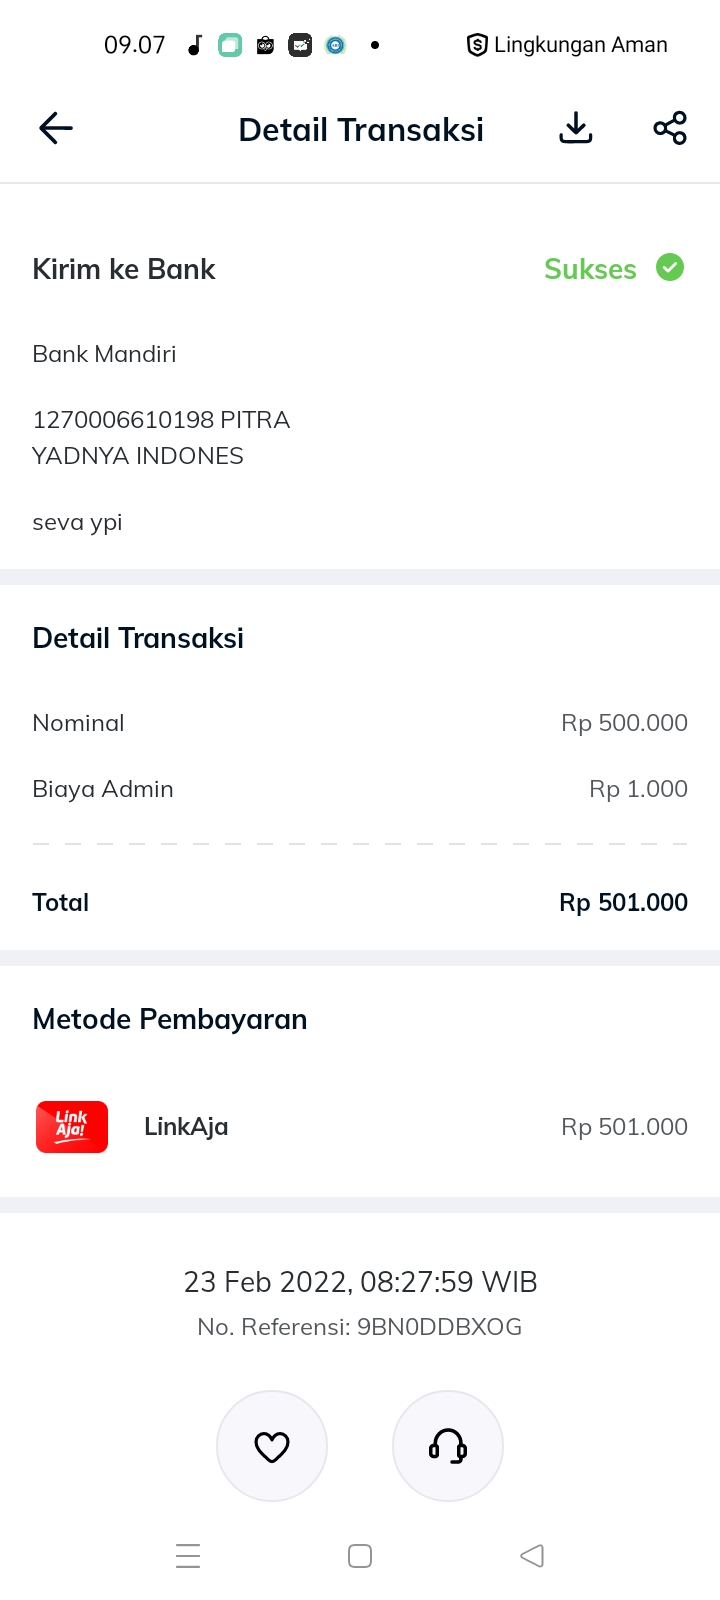 09.07
Lingkungan Aman
Detail Transaksi
Kirim ke Bank
Sukses
Bank Mandiri
1270006610198 PITRA
YADNYA INDONES
seva ypi
Detail Transaksi
Nominal Rp 500.000
Biaya Admin Rp 1.000
Total Rp 501.000
Metode Pembayaran
Link
Aja!
LinkAja Rp 501.000
23 Feb 2022, 08:27:59 WIB
No. Referensi: 9BN0DDBXOG